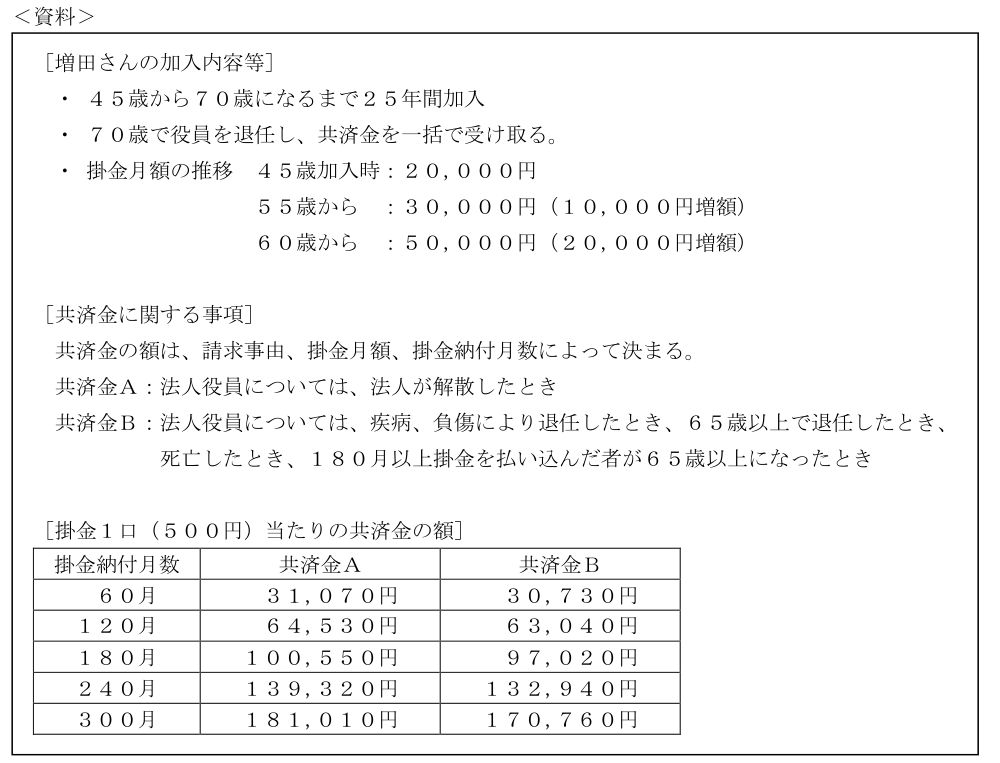 ＜資料＞
［増田さんの加入内容等］
・ ４５歳から７０歳になるまで２５年間加入
・ ７０歳で役員を退任し、共済金を一括で受け取る。
・ 掛金月額の推移　４５歳加入時：２０,０００円
５５歳から　：３０,０００円（１０,０００円増額）
６０歳から　：５０,０００円（２０,０００円増額）
［共済金に関する事項］
共済金の額は、請求事由、掛金月額、掛金納付月数によって決まる。
共済金Ａ：法人役員については、法人が解散したとき
共済金Ｂ：法人役員については、疾病、負傷により退任したとき、６５歳以上で退任したとき、
死亡したとき、１８０月以上掛金を払い込んだ者が６５歳以上になったとき
［掛金１口（５００円）当たりの共済金の額］
掛金納付月数　共済金Ａ　共済金Ｂ
６０月　３１,０７０円　３０,７３０円
１２０月　６４,５３０円　６３,０４０円
１８０月　１００,５５０円　９７,０２０円
２４０月　１３９,３２０円　１３２,９４０円
３００月　１８１,０１０円　１７０,７６０円